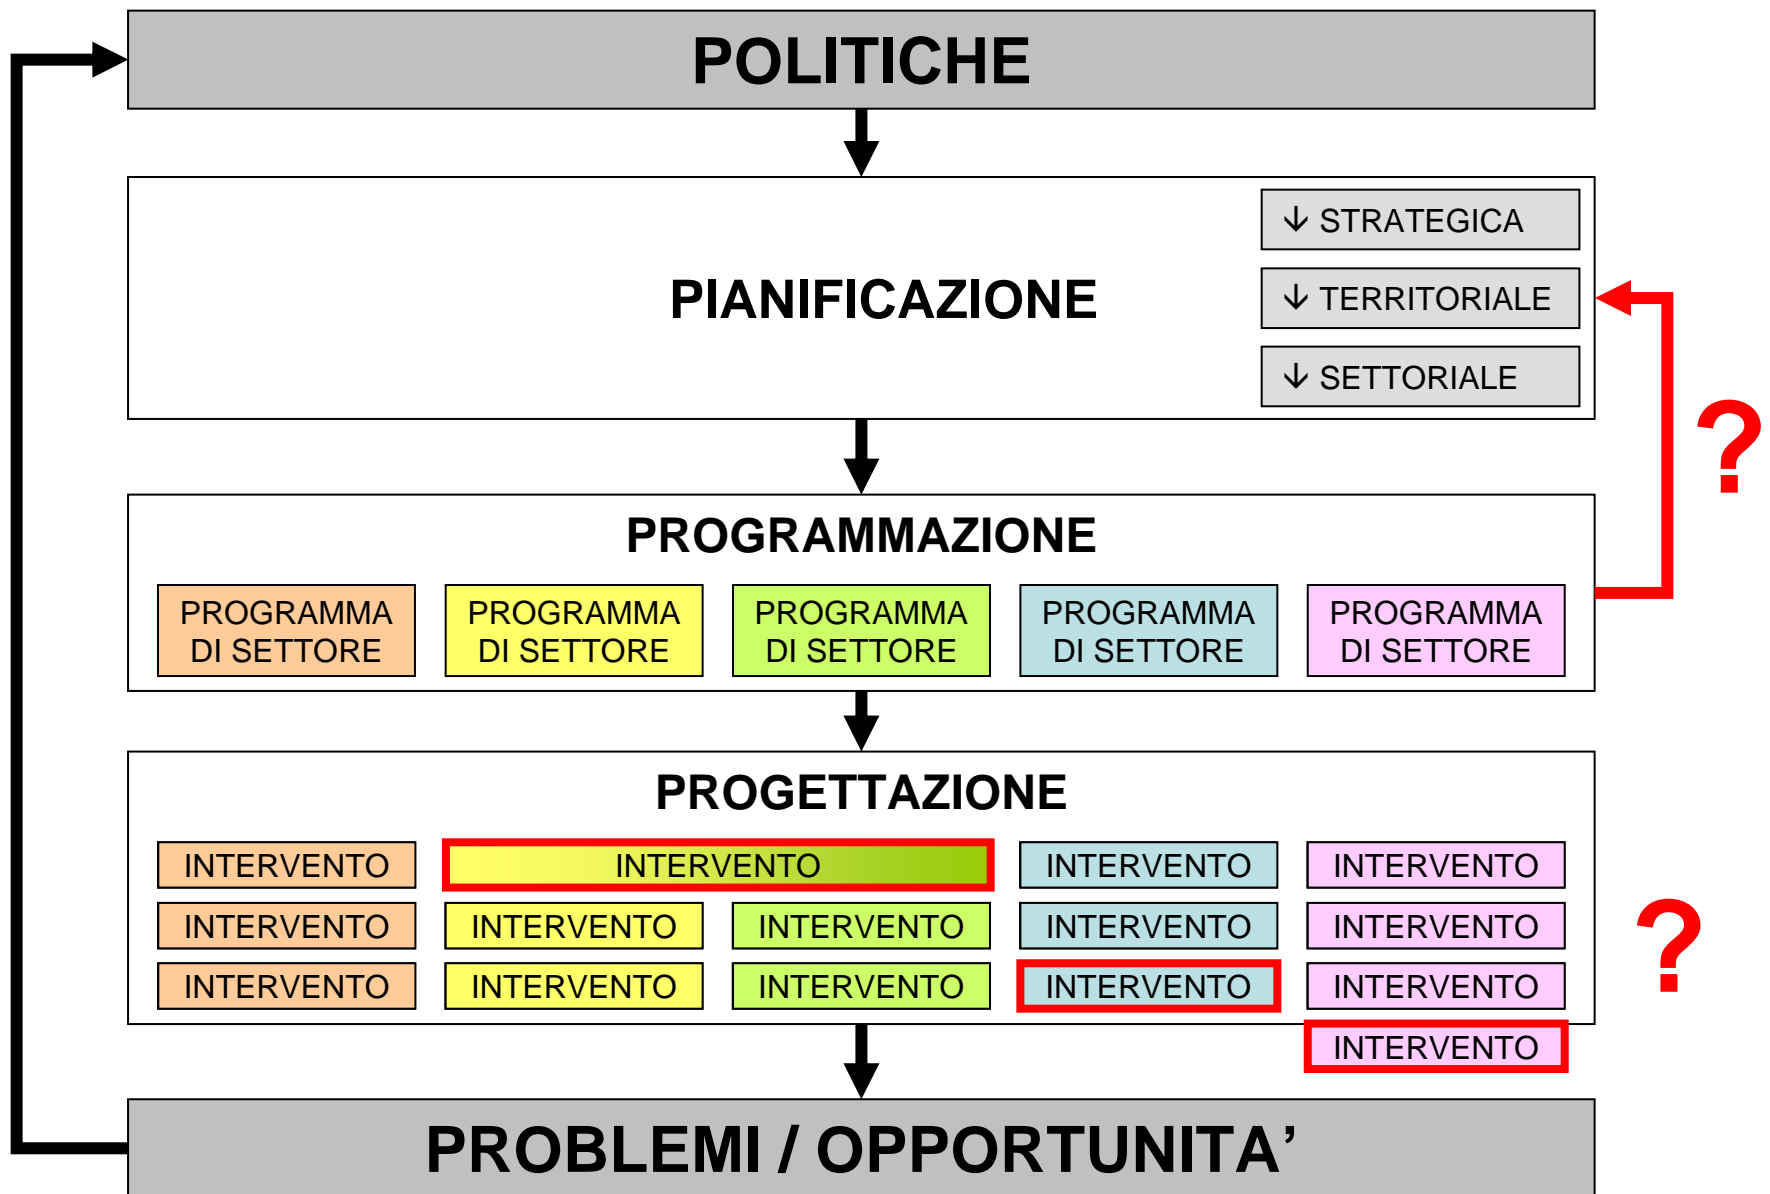 POLITICHE
↓ STRATEGICA
PIANIFICAZIONE
↓ TERRITORIALE
↓ SETTORIALE
?
PROGRAMMAZIONE
PROGRAMMA DI SETTORE
PROGRAMMA DI SETTORE
PROGRAMMA DI SETTORE
PROGRAMMA DI SETTORE
PROGRAMMA DI SETTORE
PROGETTAZIONE
INTERVENTO INTERVENTO INTERVENTO INTERVENTO
INTERVENTO INTERVENTO INTERVENTO INTERVENTO INTERVENTO
?
INTERVENTO INTERVENTO INTERVENTO INTERVENTO INTERVENTO
INTERVENTO
PROBLEMI / OPPORTUNITA’